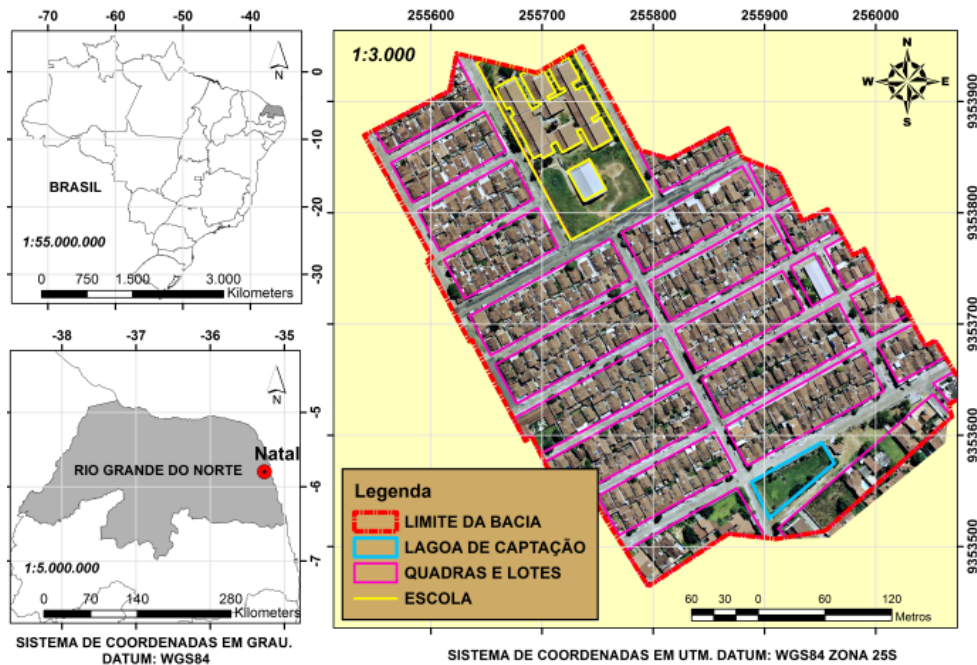 -70 -60 -50 -40
N
0
-10
-20
-30
BRASIL
1:55.000.000
0 750 1.500 3.000
Kilometers
-38 -37 -36 -35
N
-5
-6
-7
Natal
RIO GRANDE DO NORTE
1:5.000.000
0 70 140 280
Kilometers
SISTEMA DE COORDENADAS EM GRAU.
DATUM: WGS84
255600 255700 255800 255900 256000
1:3.000
N
W E
S
9353900
9353800
9353700
9353600
9353500
Legenda
LIMITE DA BACIA
LAGOA DE CAPTAÇÃO
QUADRAS E LOTES
ESCOLA
60 30 0 60 120
Metros
SISTEMA DE COORDENADAS EM UTM. DATUM: WGS84 ZONA 25S